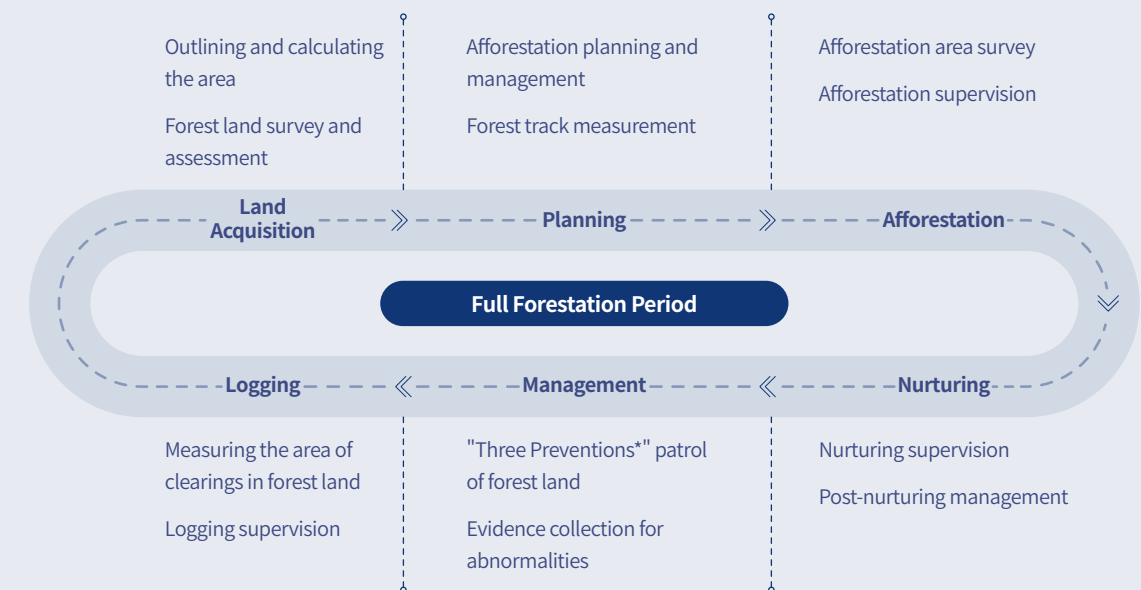 Outlining and calculating
the area
Forest land survey and
assessment
Afforestation planning and
management
Forest track measurement
Afforestation area survey
Afforestation supervision
Land
Acquisition
Planning
Afforestation
Full Forestation Period
Logging
Management
Nurturing
Measuring the area of
clearings in forest land
Logging supervision
"Three Preventions*" patrol
of forest land
Evidence collection for
abnormalities
Nurturing supervision
Post-nurturing management